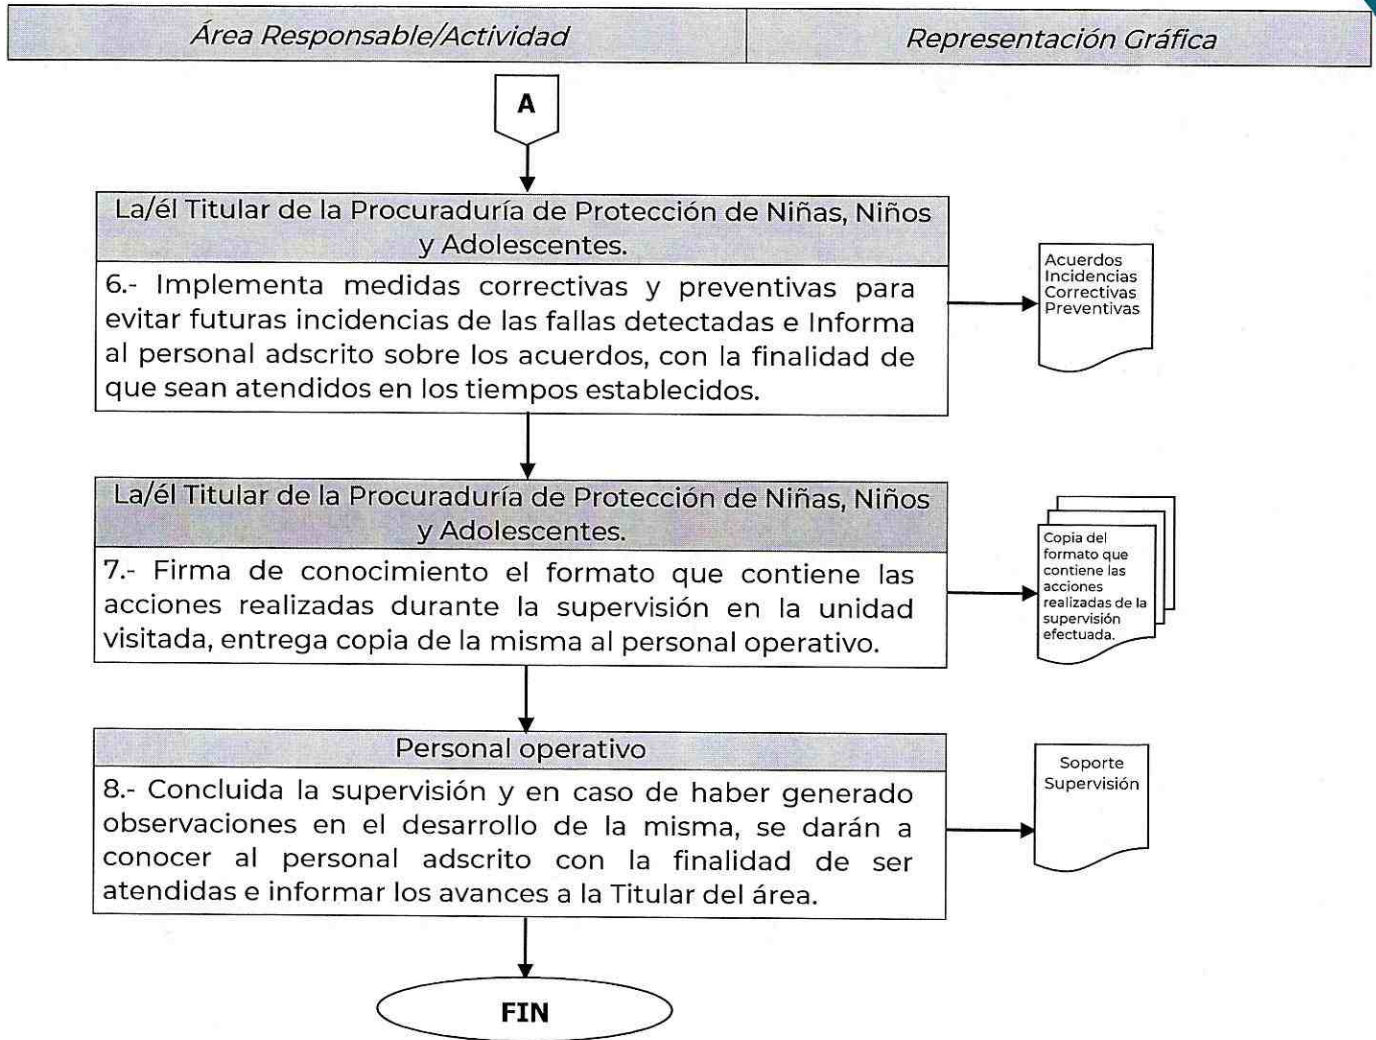 Área Responsable/Actividad
Representación Gráfica
A
La/él Titular de la Procuraduría de Protección de Niñas, Niños
y Adolescentes.
6.- Implementa medidas correctivas y preventivas para
evitar futuras incidencias de las fallas detectadas e Informa
al personal adscrito sobre los acuerdos, con la finalidad de
que sean atendidos en los tiempos establecidos.
Acuerdos
Incidencias
Correctivas
Preventivas
La/él Titular de la Procuraduría de Protección de Niñas, Niños
y Adolescentes.
7.- Firma de conocimiento el formato que contiene las
acciones realizadas durante la supervisión en la unidad
visitada, entrega copia de la misma al personal operativo.
Copia del
formato que
contiene las
acciones
realizadas de la
supervisión
efectuada.
Personal operativo
8.- Concluida la supervisión y en caso de haber generado
observaciones en el desarrollo de la misma, se darán a
conocer al personal adscrito con la finalidad de ser
atendidas e informar los avances a la Titular del área.
Soporte
Supervisión
FIN